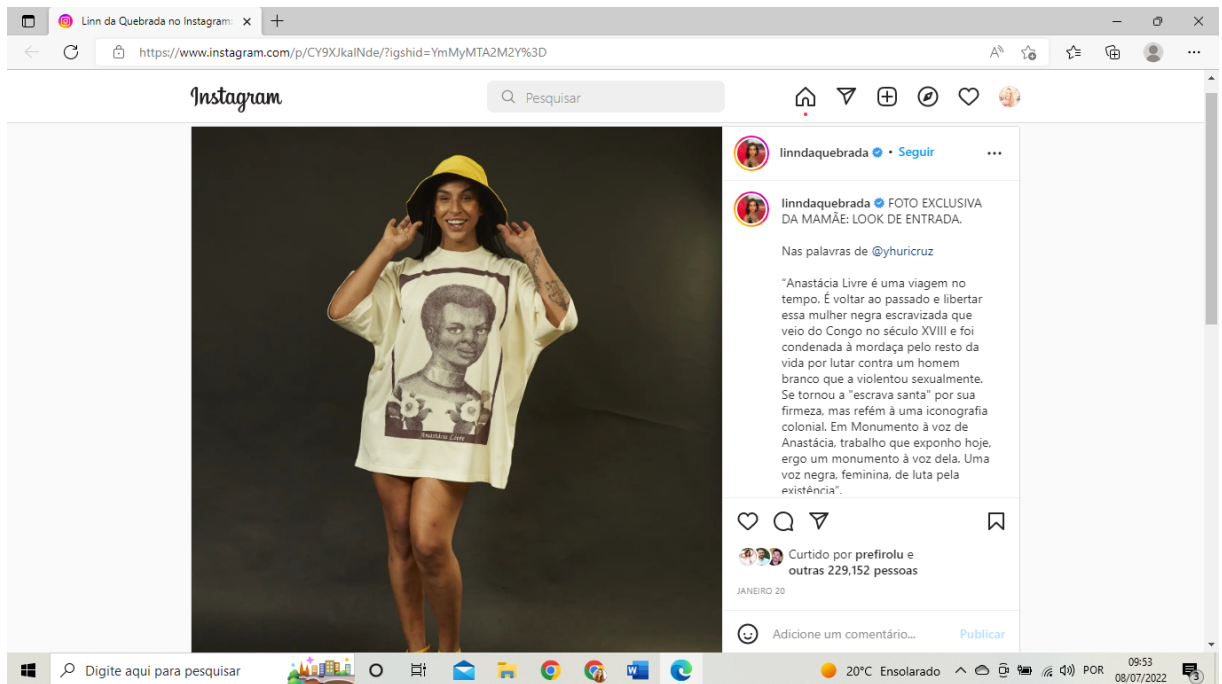 Linn da Quebrada no Instagram:
https://www.instagram.com/p/CY9XJkalNde/?igshid=YmMyMTA2M2Y%3D
Instagram
Pesquisar
linndaquebrada • Seguir
linndaquebrada FOTO EXCLUSIVA
DA MAMÃE: LOOK DE ENTRADA.
Nas palavras de @yhuricruz
"Anastácia Livre é uma viagem no
tempo. É voltar ao passado e libertar
essa mulher negra escravizada que
veio do Congo no século XVIII e foi
condenada à mordaça pelo resto da
vida por lutar contra um homem
branco que a violentou sexualmente.
Se tornou a "escrava santa" por sua
firmeza, mas refém à uma iconografia
colonial. Em Monumento à voz de
Anastácia, trabalho que exponho hoje,
ergo um monumento à voz dela. Uma
voz negra, feminina, de luta pela
existência".
Anastácia Livre
Curtido por prefirolu e
outras 229,152 pessoas
JANEIRO 20
Adicione um comentário... Publicar
Digite aqui para pesquisar
20°C Ensolarado
POR
09:53
08/07/2022
3